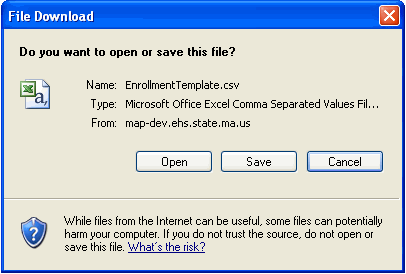 File Download
Do you want to open or save this file?
Name: EnrollmentTemplate.csv
Type: Microsoft Office Excel Comma Separated Values Fil...
From: map-dev.ehs.state.ma.us
Open Save Cancel
While files from the Internet can be useful, some files can potentially
harm your computer. If you do not trust the source, do not open or
save this file. What's the risk?